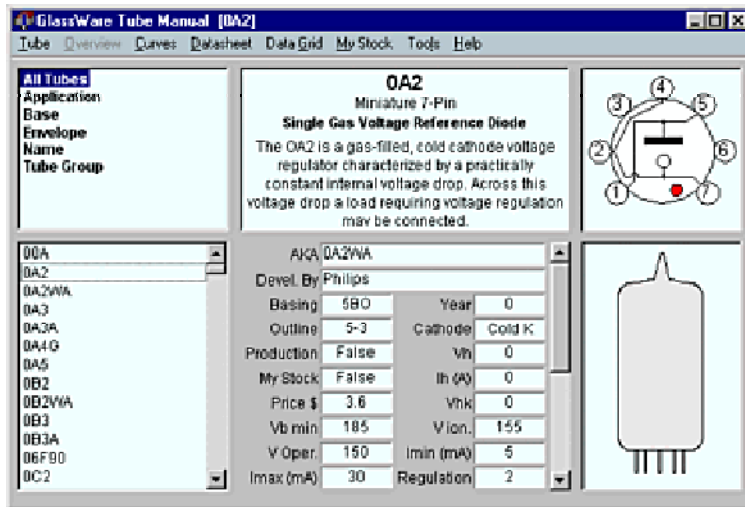 GlassWare Tube Manual [0A2]
Tube Overview Curves Datasheet Data Grid My Stock Tools Help
All Tubes
Application
Base
Envelope
Name
Tube Group
0A2
Miniature 7-Pin
Single Gas Voltage Reference Diode
The OA2 is a gas-filled, cold cathode voltage
regulator characterized by a practically
constant internal voltage drop. Across this
voltage drop a load requiring voltage regulation
may be connected.
4
3 5
2 6
1 7
00A
0A2
0A2WA
0A3
0A3A
0A4G
0A5
0B2
0B2WA
0B3
0B3A
06F90
0C2
AKA 0A2WA
Devel. By Philips
Basing 5BO Year 0
Outline 5-3 Cathode Cold K
Production False Vh 0
My Stock False Ih (A) 0
Price $ 3.6 Vhk 0
Vb min 185 V ion. 155
V Oper. 150 Imin (mA) 5
Imax (mA) 30 Regulation 2